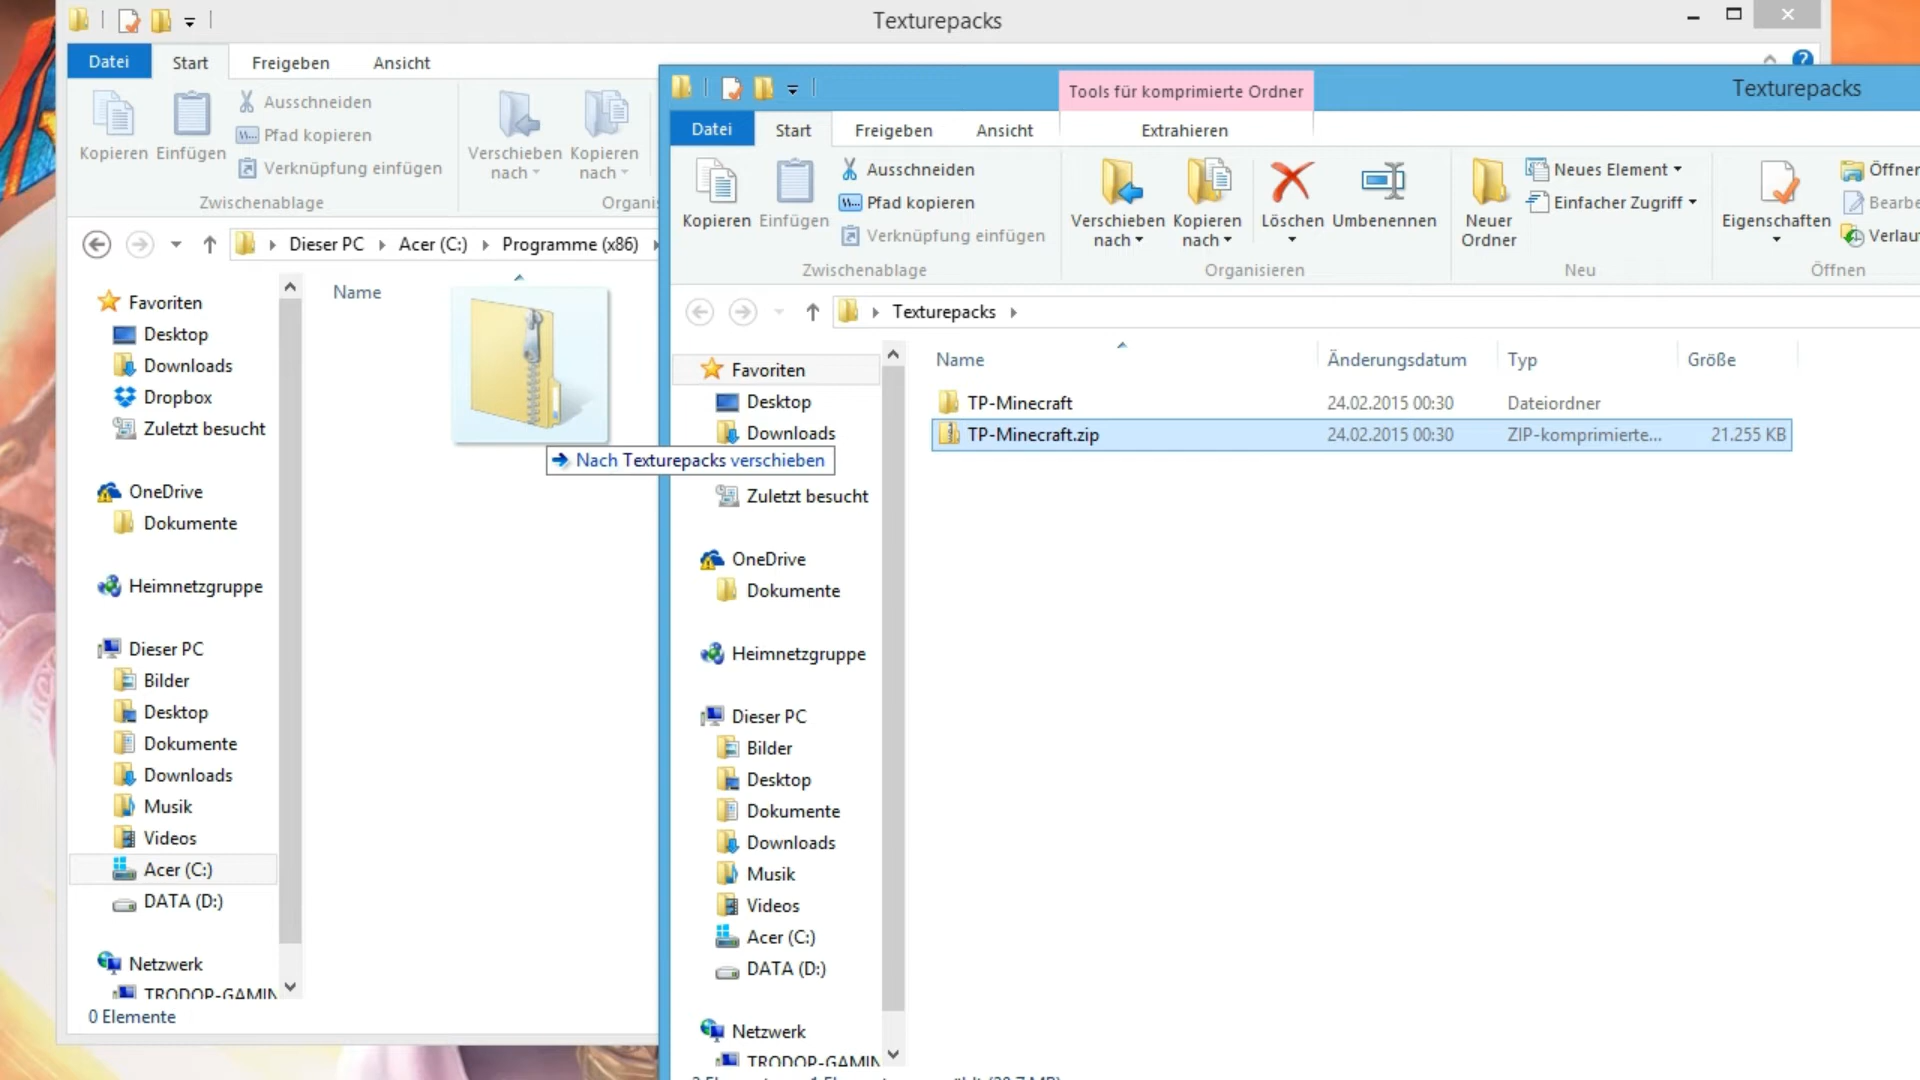 Texturepacks
Datei Start Freigeben Ansicht
Kopieren Einfügen
Ausschneiden
Pfad kopieren
Verknüpfung einfügen
Verschieben nach
Kopieren nach
Zwischenablage
Dieser PC Acer (C:) Programme (x86)
Favoriten
Desktop
Downloads
Dropbox
Zuletzt besucht
OneDrive
Dokumente
Heimnetzgruppe
Dieser PC
Bilder
Desktop
Dokumente
Downloads
Musik
Videos
Acer (C:)
DATA (D:)
Netzwerk
TRODOP-GAMIN
0 Elemente
Name
Nach Texturepacks verschieben
Tools für komprimierte Ordner
Texturepacks
Datei Start Freigeben Ansicht Extrahieren
Kopieren Einfügen
Ausschneiden
Pfad kopieren
Verknüpfung einfügen
Zwischenablage
Verschieben nach
Kopieren nach
Löschen
Umbenennen
Organisieren
Neuer Ordner
Neues Element
Einfacher Zugriff
Neu
Eigenschaften
Öffnen
Texturepacks
Favoriten
Desktop
Downloads
Zuletzt besucht
OneDrive
Dokumente
Heimnetzgruppe
Dieser PC
Bilder
Desktop
Dokumente
Downloads
Musik
Videos
Acer (C:)
DATA (D:)
Netzwerk
TRODOP-GAMIN
Name Änderungsdatum Typ Größe
TP-Minecraft 24.02.2015 00:30 Dateiordner
TP-Minecraft.zip 24.02.2015 00:30 ZIP-komprimierte... 21.255 KB